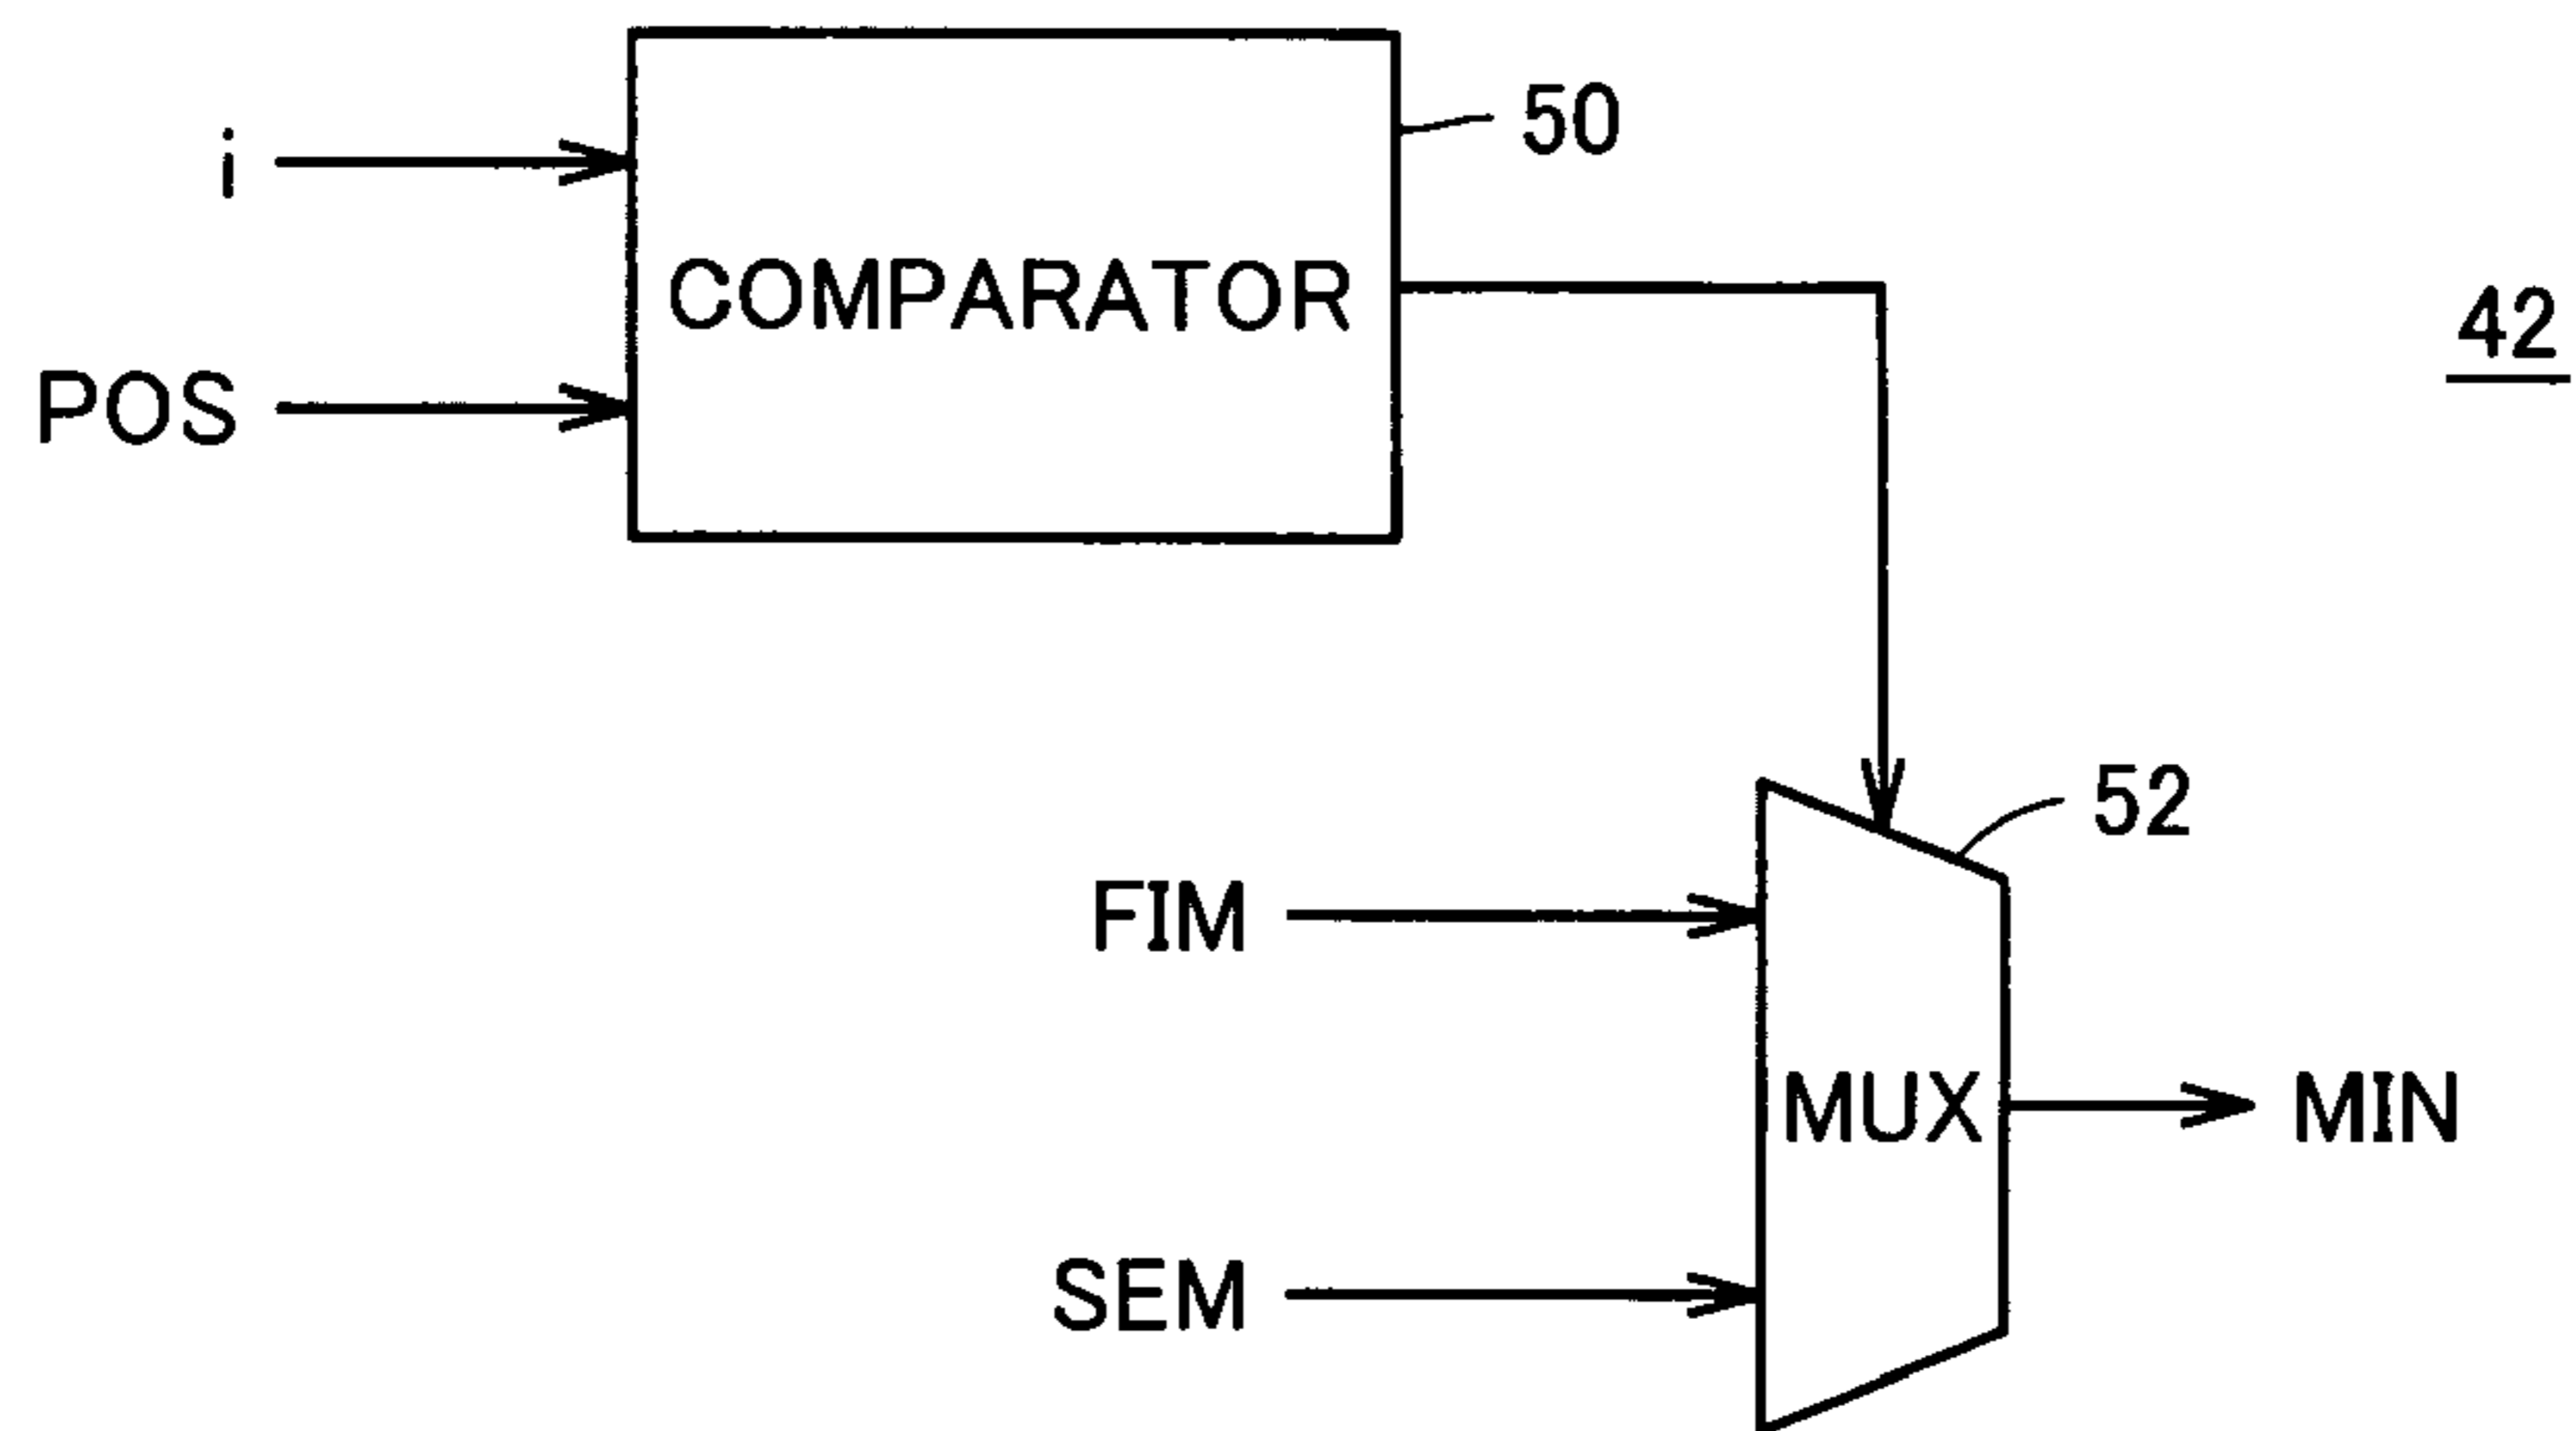 50
i
COMPARATOR
42
POS
52
FIM
MUX
MIN
SEM